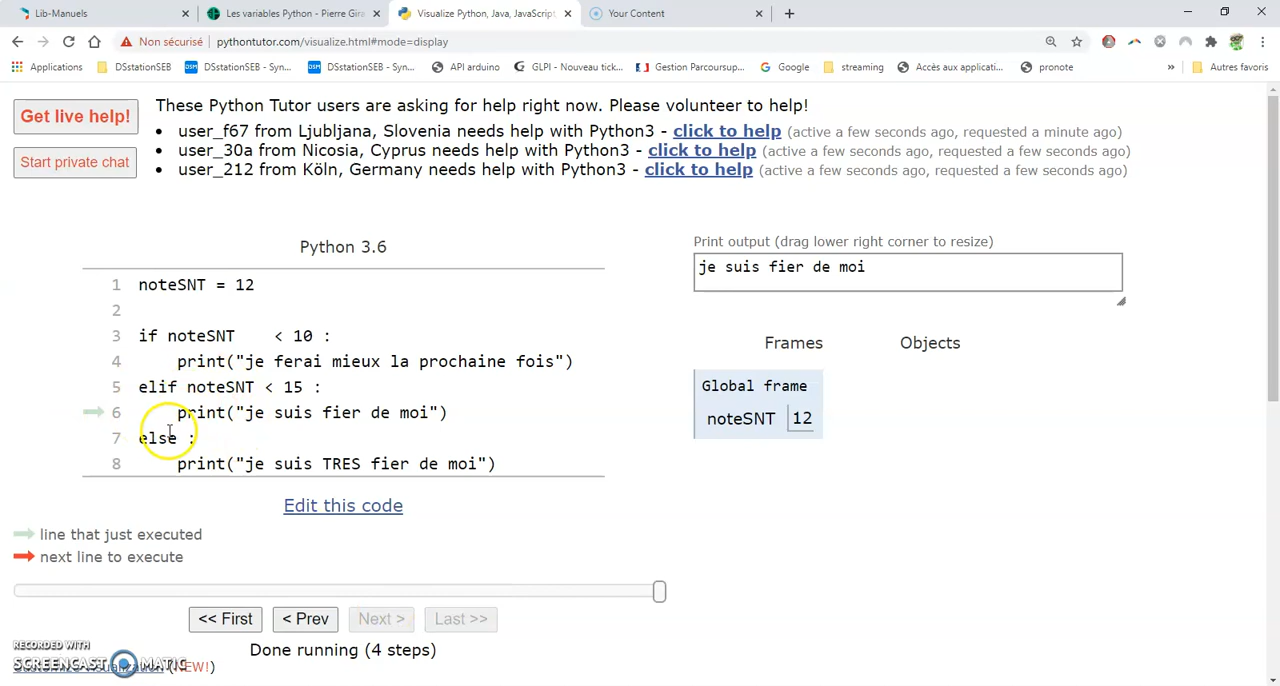 Lib-Manuels
Les variables Python - Pierre Gira
Visualize Python, Java, JavaScript,
Your Content
Non sécurisé
pythontutor.com/visualize.html#mode=display
Applications
DSstationSEB
DSstationSEB - Syn...
DSstationSEB - Syn...
API arduino
GLPI - Nouveau tick...
Gestion Parcoursup...
Google
streaming
Accès aux applicati...
pronote
»
Autres favoris
Get live help!
Start private chat
These Python Tutor users are asking for help right now. Please volunteer to help!
• user_f67 from Ljubljana, Slovenia needs help with Python3 - click to help (active a few seconds ago, requested a minute ago)
• user_30a from Nicosia, Cyprus needs help with Python3 - click to help (active a few seconds ago, requested a few seconds ago)
• user_212 from Köln, Germany needs help with Python3 - click to help (active a few seconds ago, requested a few seconds ago)
Python 3.6
1 noteSNT = 12
2
3 if noteSNT    < 10 :
4     print("je ferai mieux la prochaine fois")
5 elif noteSNT < 15 :
6     print("je suis fier de moi")
7 else :
8     print("je suis TRES fier de moi")
Edit this code
line that just executed
next line to execute
<< First
< Prev
Next >
Last >>
Done running (4 steps)
Print output (drag lower right corner to resize)
je suis fier de moi
Frames
Objects
Global frame
noteSNT 12
RECORDED WITH
SCREENCAST MATIC
(NEW!)